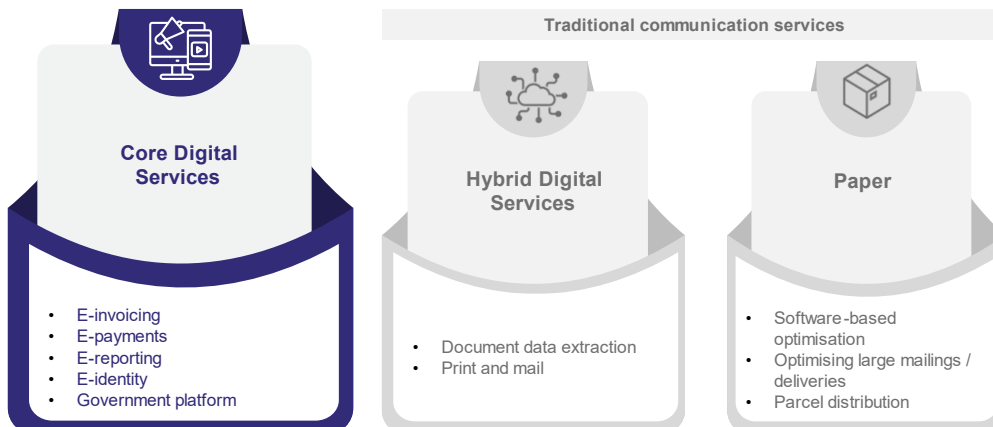 Traditional communication services
Core Digital
Services
Hybrid Digital
Services
Paper
• E-invoicing
• E-payments
• E-reporting
• E-identity
• Government platform
• Document data extraction
• Print and mail
• Software-based
optimisation
• Optimising large mailings /
deliveries
• Parcel distribution